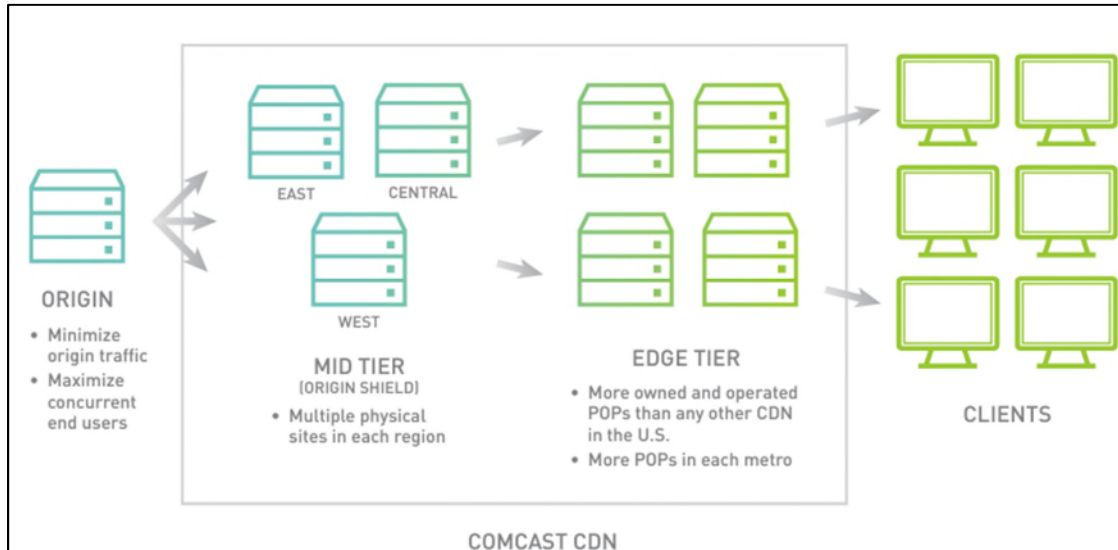 EAST
CENTRAL
WEST
ORIGIN
• Minimize
origin traffic
• Maximize
concurrent
end users
MID TIER
(ORIGIN SHIELD)
• Multiple physical
sites in each region
EDGE TIER
• More owned and operated
POPs than any other CDN
in the U.S.
• More POPs in each metro
CLIENTS
COMCAST CDN